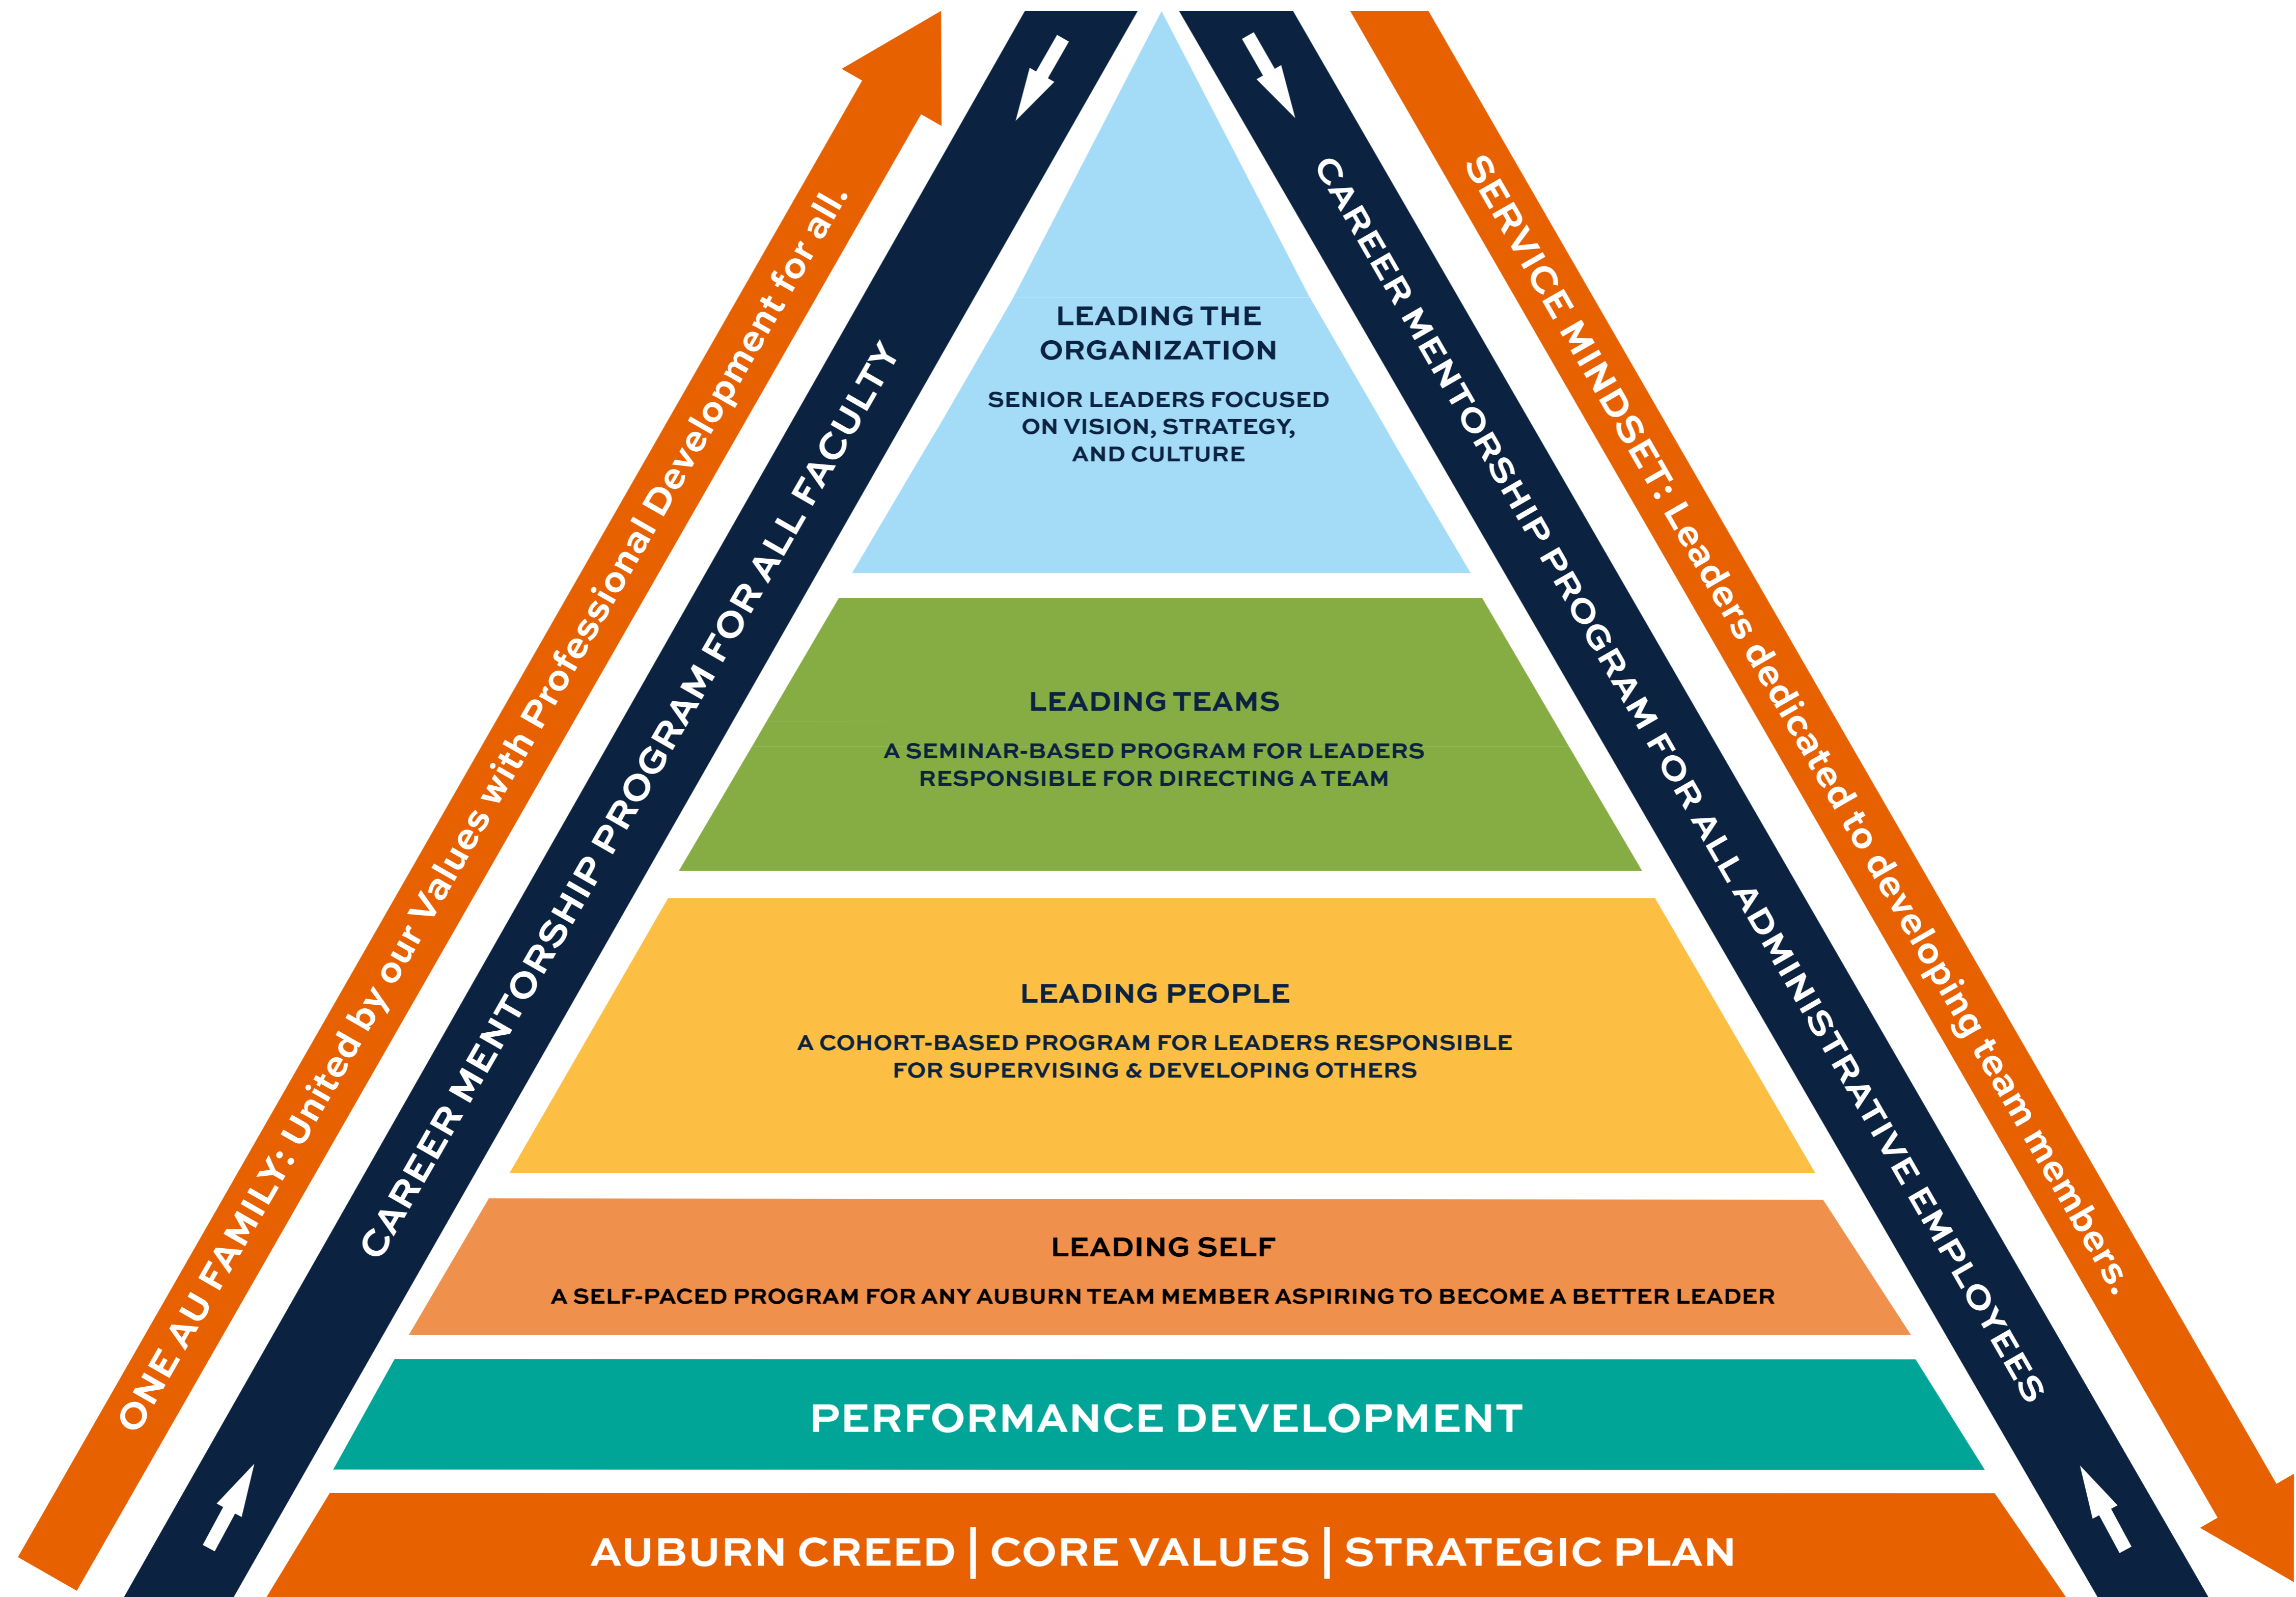 ONE AU FAMILY: United by our Values with Professional Development for all.
CAREER MENTORSHIP PROGRAM FOR ALL FACULTY
LEADING THE
ORGANIZATION
SENIOR LEADERS FOCUSED
ON VISION, STRATEGY,
AND CULTURE
LEADING TEAMS
A SEMINAR-BASED PROGRAM FOR LEADERS
RESPONSIBLE FOR DIRECTING A TEAM
LEADING PEOPLE
A COHORT-BASED PROGRAM FOR LEADERS RESPONSIBLE
FOR SUPERVISING & DEVELOPING OTHERS
LEADING SELF
A SELF-PACED PROGRAM FOR ANY AUBURN TEAM MEMBER ASPIRING TO BECOME A BETTER LEADER
PERFORMANCE DEVELOPMENT
AUBURN CREED | CORE VALUES | STRATEGIC PLAN
CAREER MENTORSHIP PROGRAM FOR ALL ADMINISTRATIVE EMPLOYEES
SERVICE MINDSET: Leaders dedicated to developing team members.